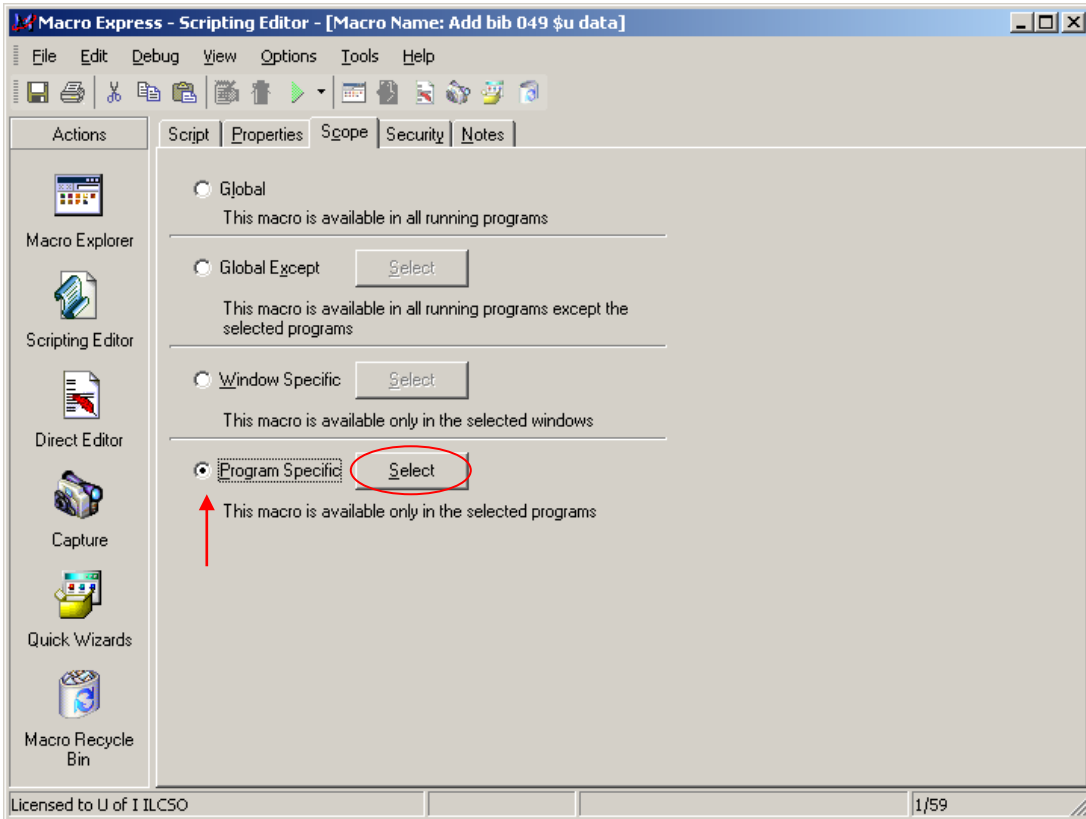 Macro Express - Scripting Editor - [Macro Name: Add bib 049 $u data]
File Edit Debug View Options Tools Help
Actions
Script Properties Scope Security Notes
Macro Explorer
Scripting Editor
Direct Editor
Capture
Quick Wizards
Macro Recycle
Bin
Global
This macro is available in all running programs
Global Except Select
This macro is available in all running programs except the
selected programs
Window Specific Select
This macro is available only in the selected windows
Program Specific Select
This macro is available only in the selected programs
Licensed to U of I ILCSO 1/59